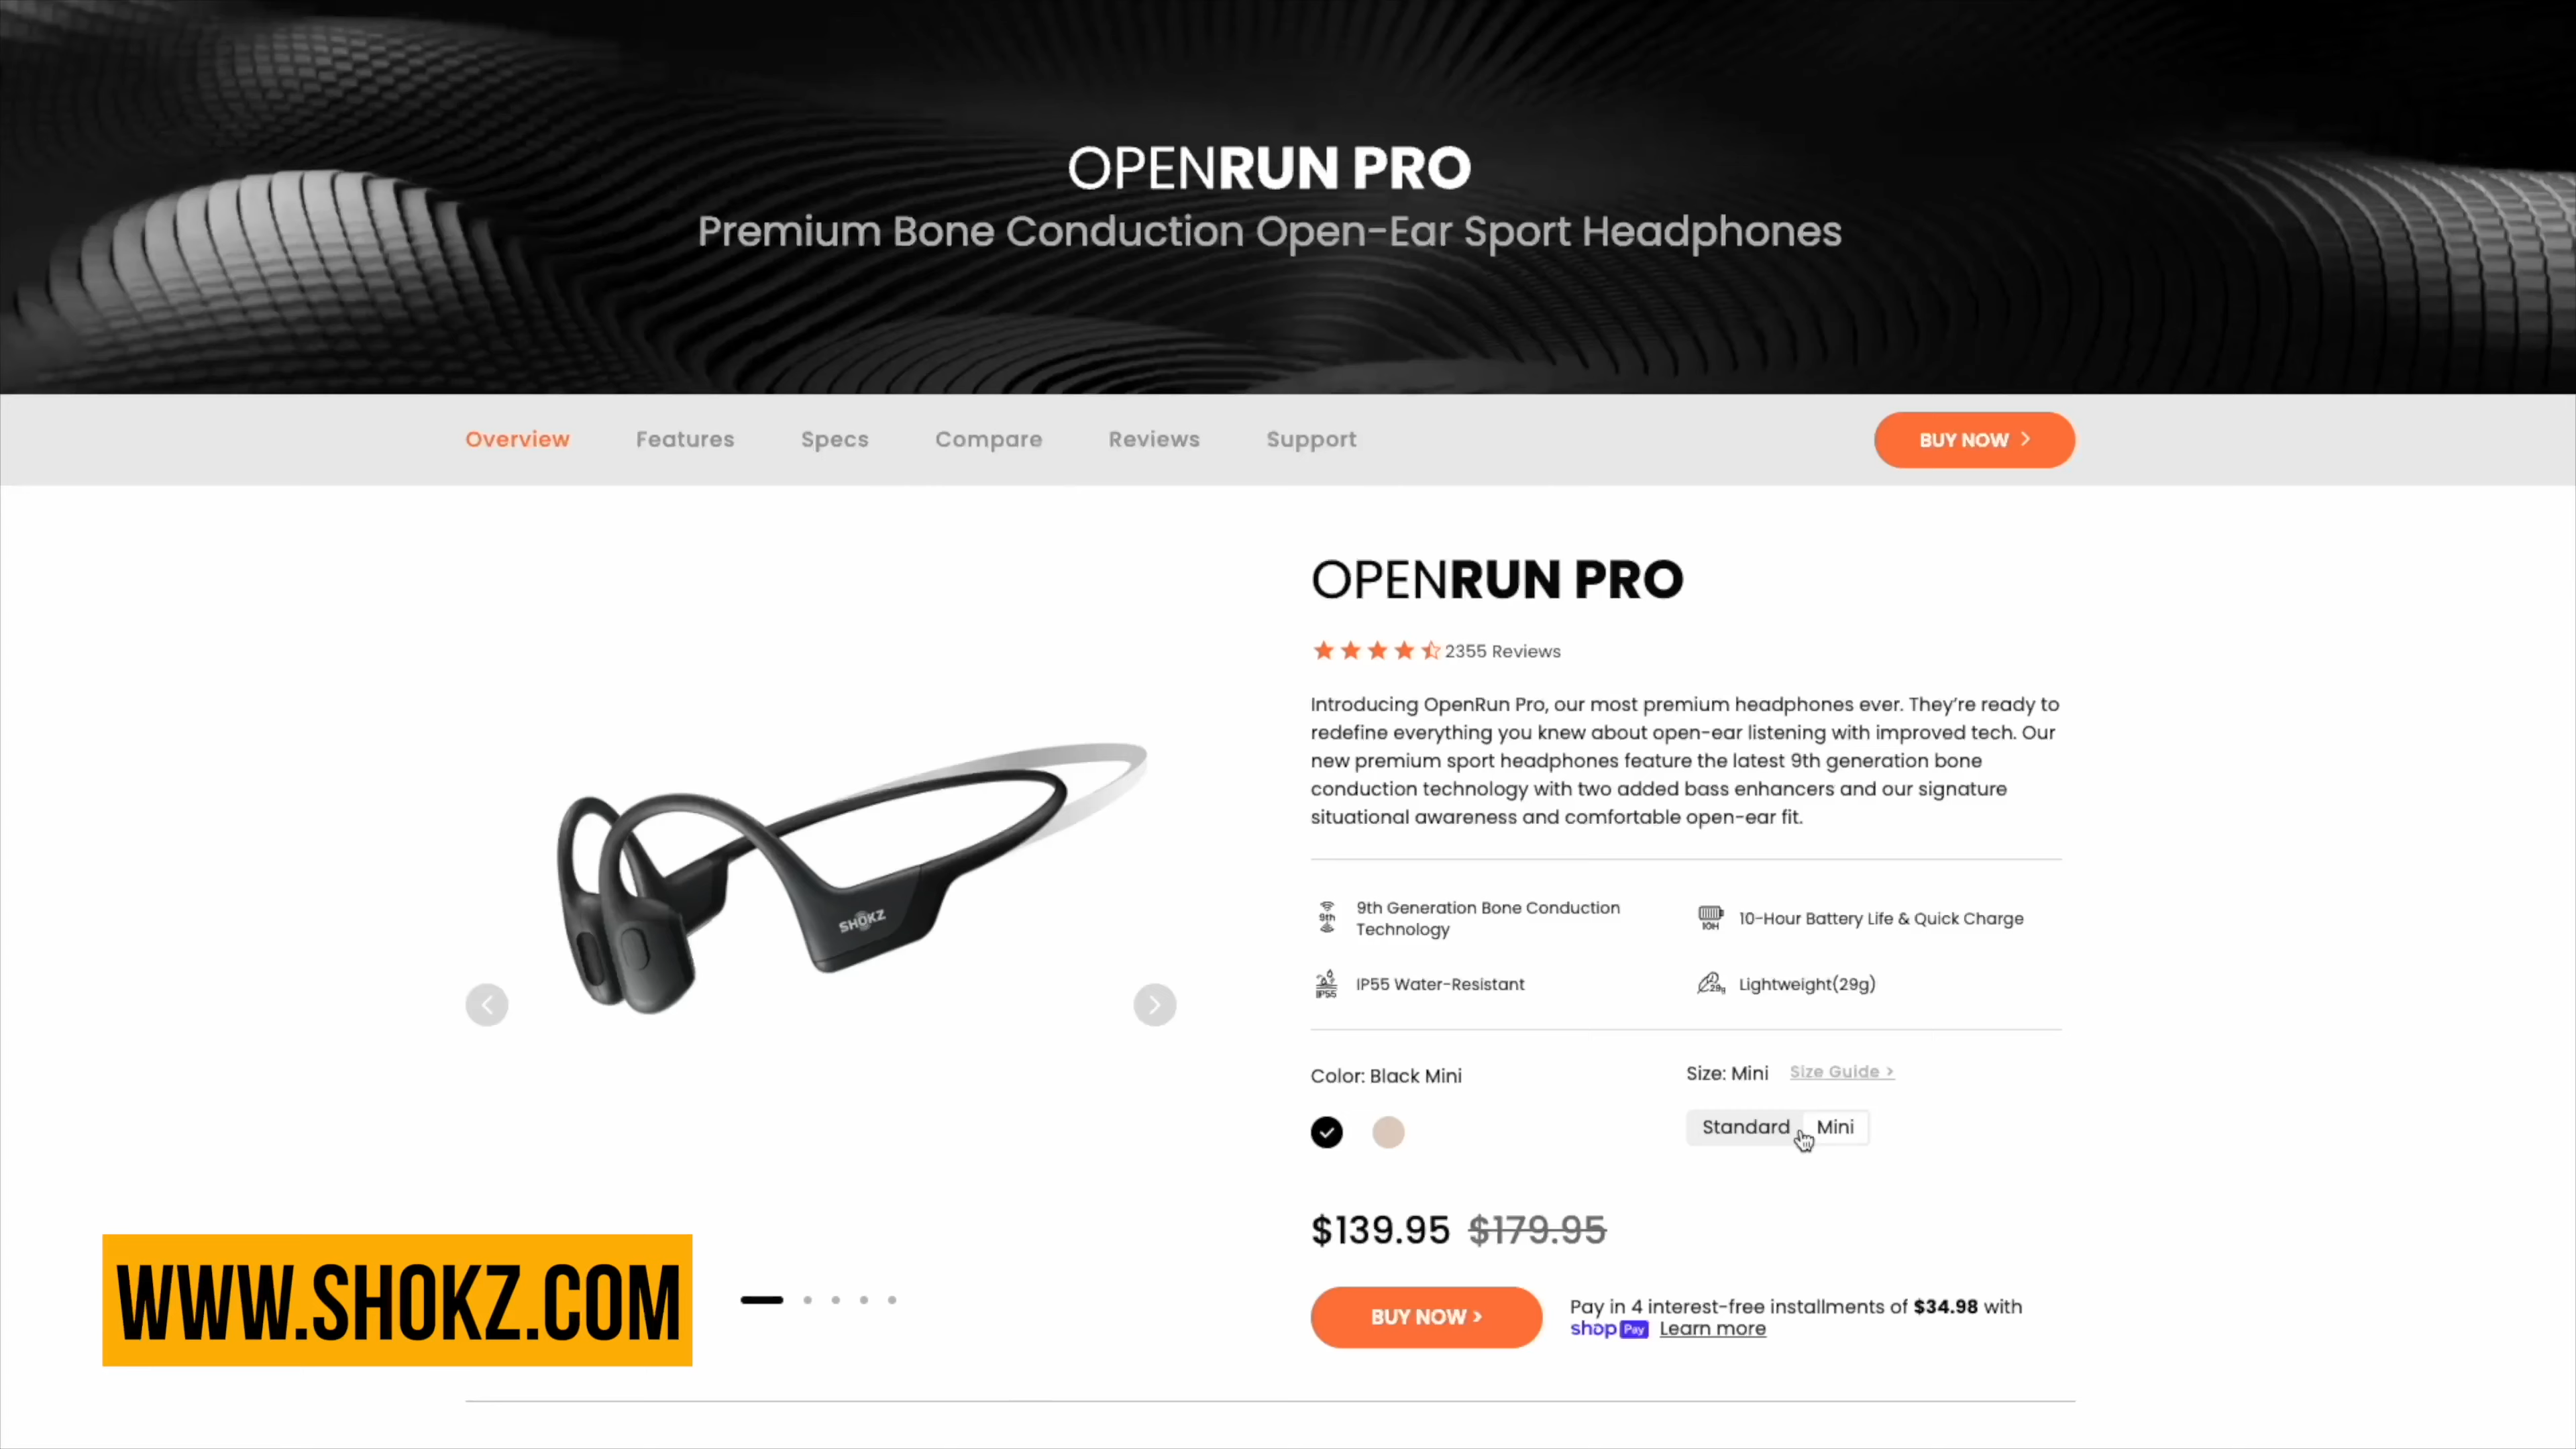 OPENRUN PRO
Premium Bone Conduction Open-Ear Sport Headphones
Overview
Features
Specs
Compare
Reviews
Support
BUY NOW >
OPENRUN PRO
2355 Reviews
Introducing OpenRun Pro, our most premium headphones ever. They're ready to
redefine everything you knew about open-ear listening with improved tech. Our
new premium sport headphones feature the latest 9th generation bone
conduction technology with two added bass enhancers and our signature
situational awareness and comfortable open-ear fit.
9th
9th Generation Bone Conduction
Technology
10H
10-Hour Battery Life & Quick Charge
IP55
IP55 Water-Resistant
29g
Lightweight(29g)
SHOKZ
Color: Black Mini
Size: Mini
Size Guide >
Standard
Mini
$139.95 $179.95
BUY NOW >
Pay in 4 interest-free installments of $34.98 with
shop Pay Learn more
WWW.SHOKZ.COM